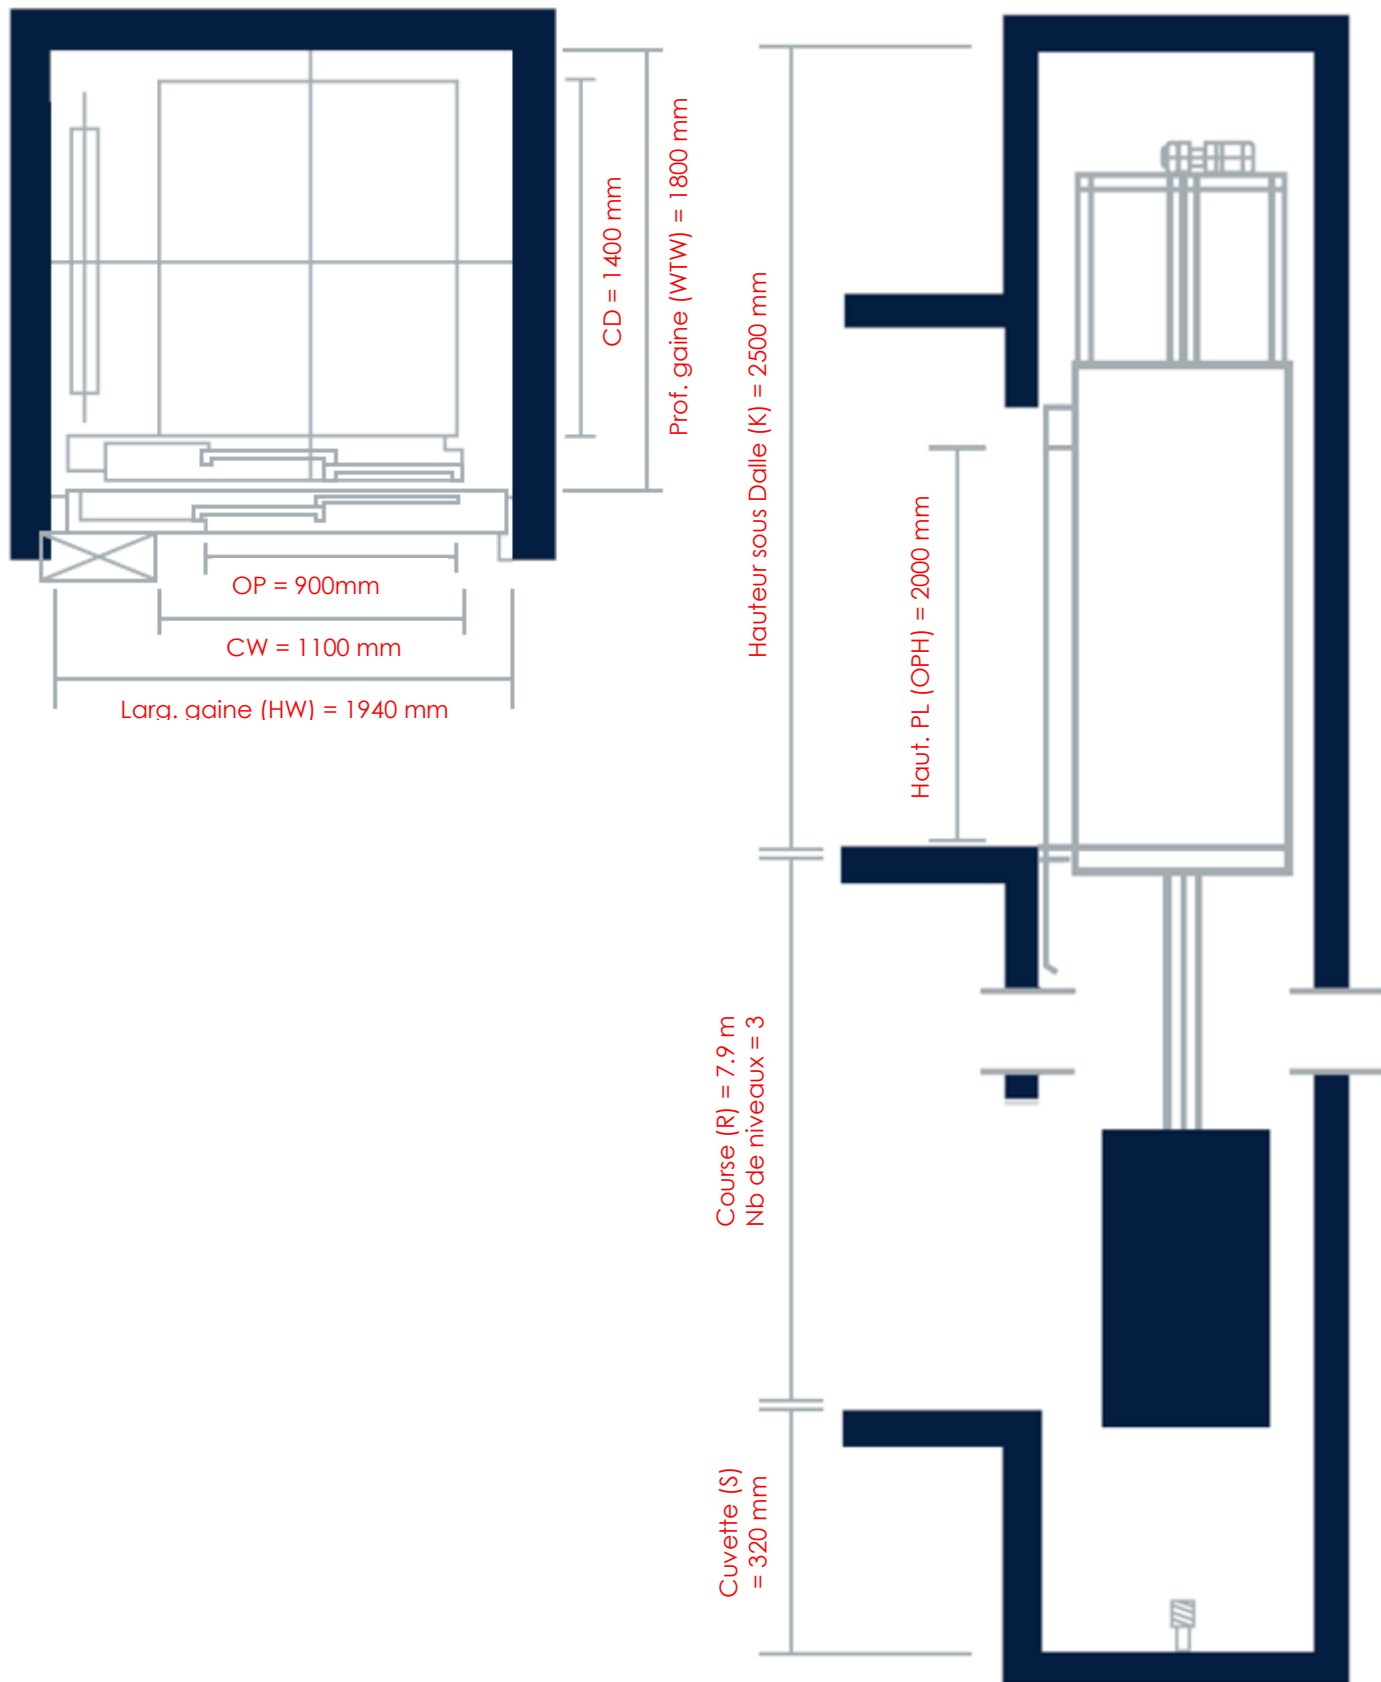 CD = 1400 mm
Prof. gaine (WTW) = 1800 mm
OP = 900mm
CW = 1100 mm
Larg. gaine (HW) = 1940 mm
Hauteur sous Dalle (K) = 2500 mm
Haut. PL (OPH) = 2000 mm
Course (R) = 7.9 m
Nb de niveaux = 3
Cuvette (S)
= 320 mm